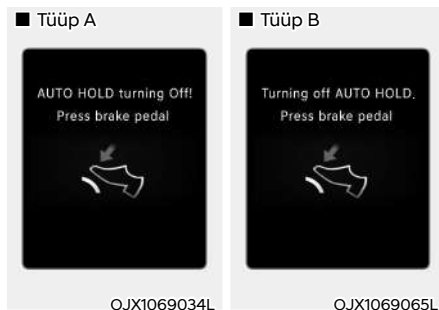 ■ Tüüp A
AUTO HOLD turning Off!
Press brake pedal
OJX1069034L
■ Tüüp B
Turning off AUTO HOLD.
Press brake pedal
OJX1069065L